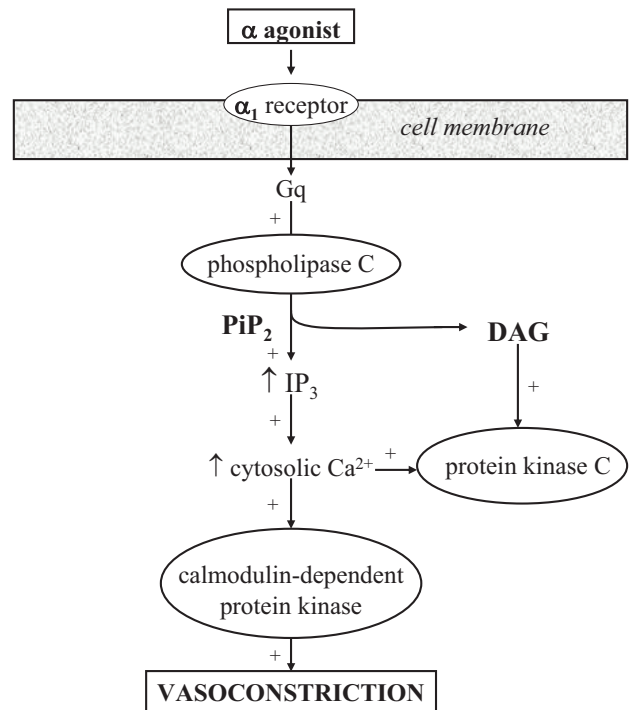 α agonist
α₁ receptor
cell membrane
Gq
+
phospholipase C
PiP₂
DAG
+
↑ IP₃
+
+
↑ cytosolic Ca²⁺
+
protein kinase C
+
calmodulin-dependent
protein kinase
+
VASOCONSTRICTION